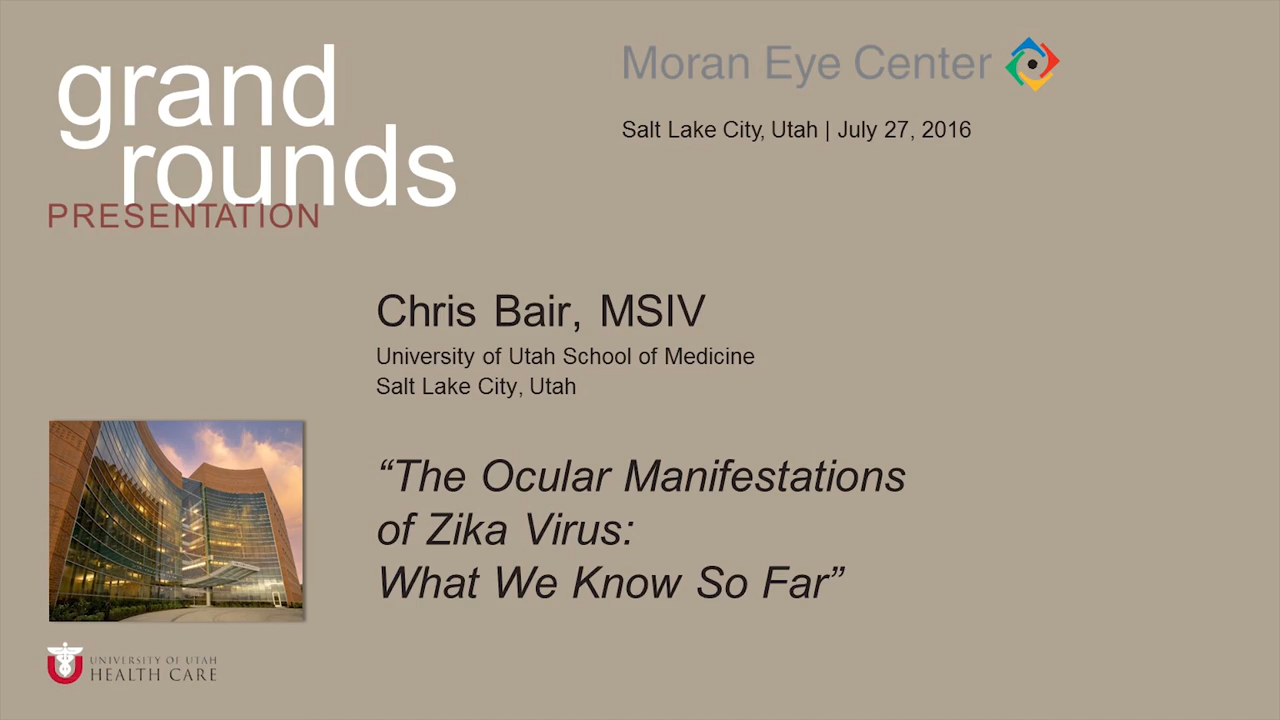 grand
rounds
PRESENTATION
Moran Eye Center
Salt Lake City, Utah | July 27, 2016
Chris Bair, MSIV
University of Utah School of Medicine
Salt Lake City, Utah
“The Ocular Manifestations
of Zika Virus:
What We Know So Far”
UNIVERSITY OF UTAH
HEALTH CARE